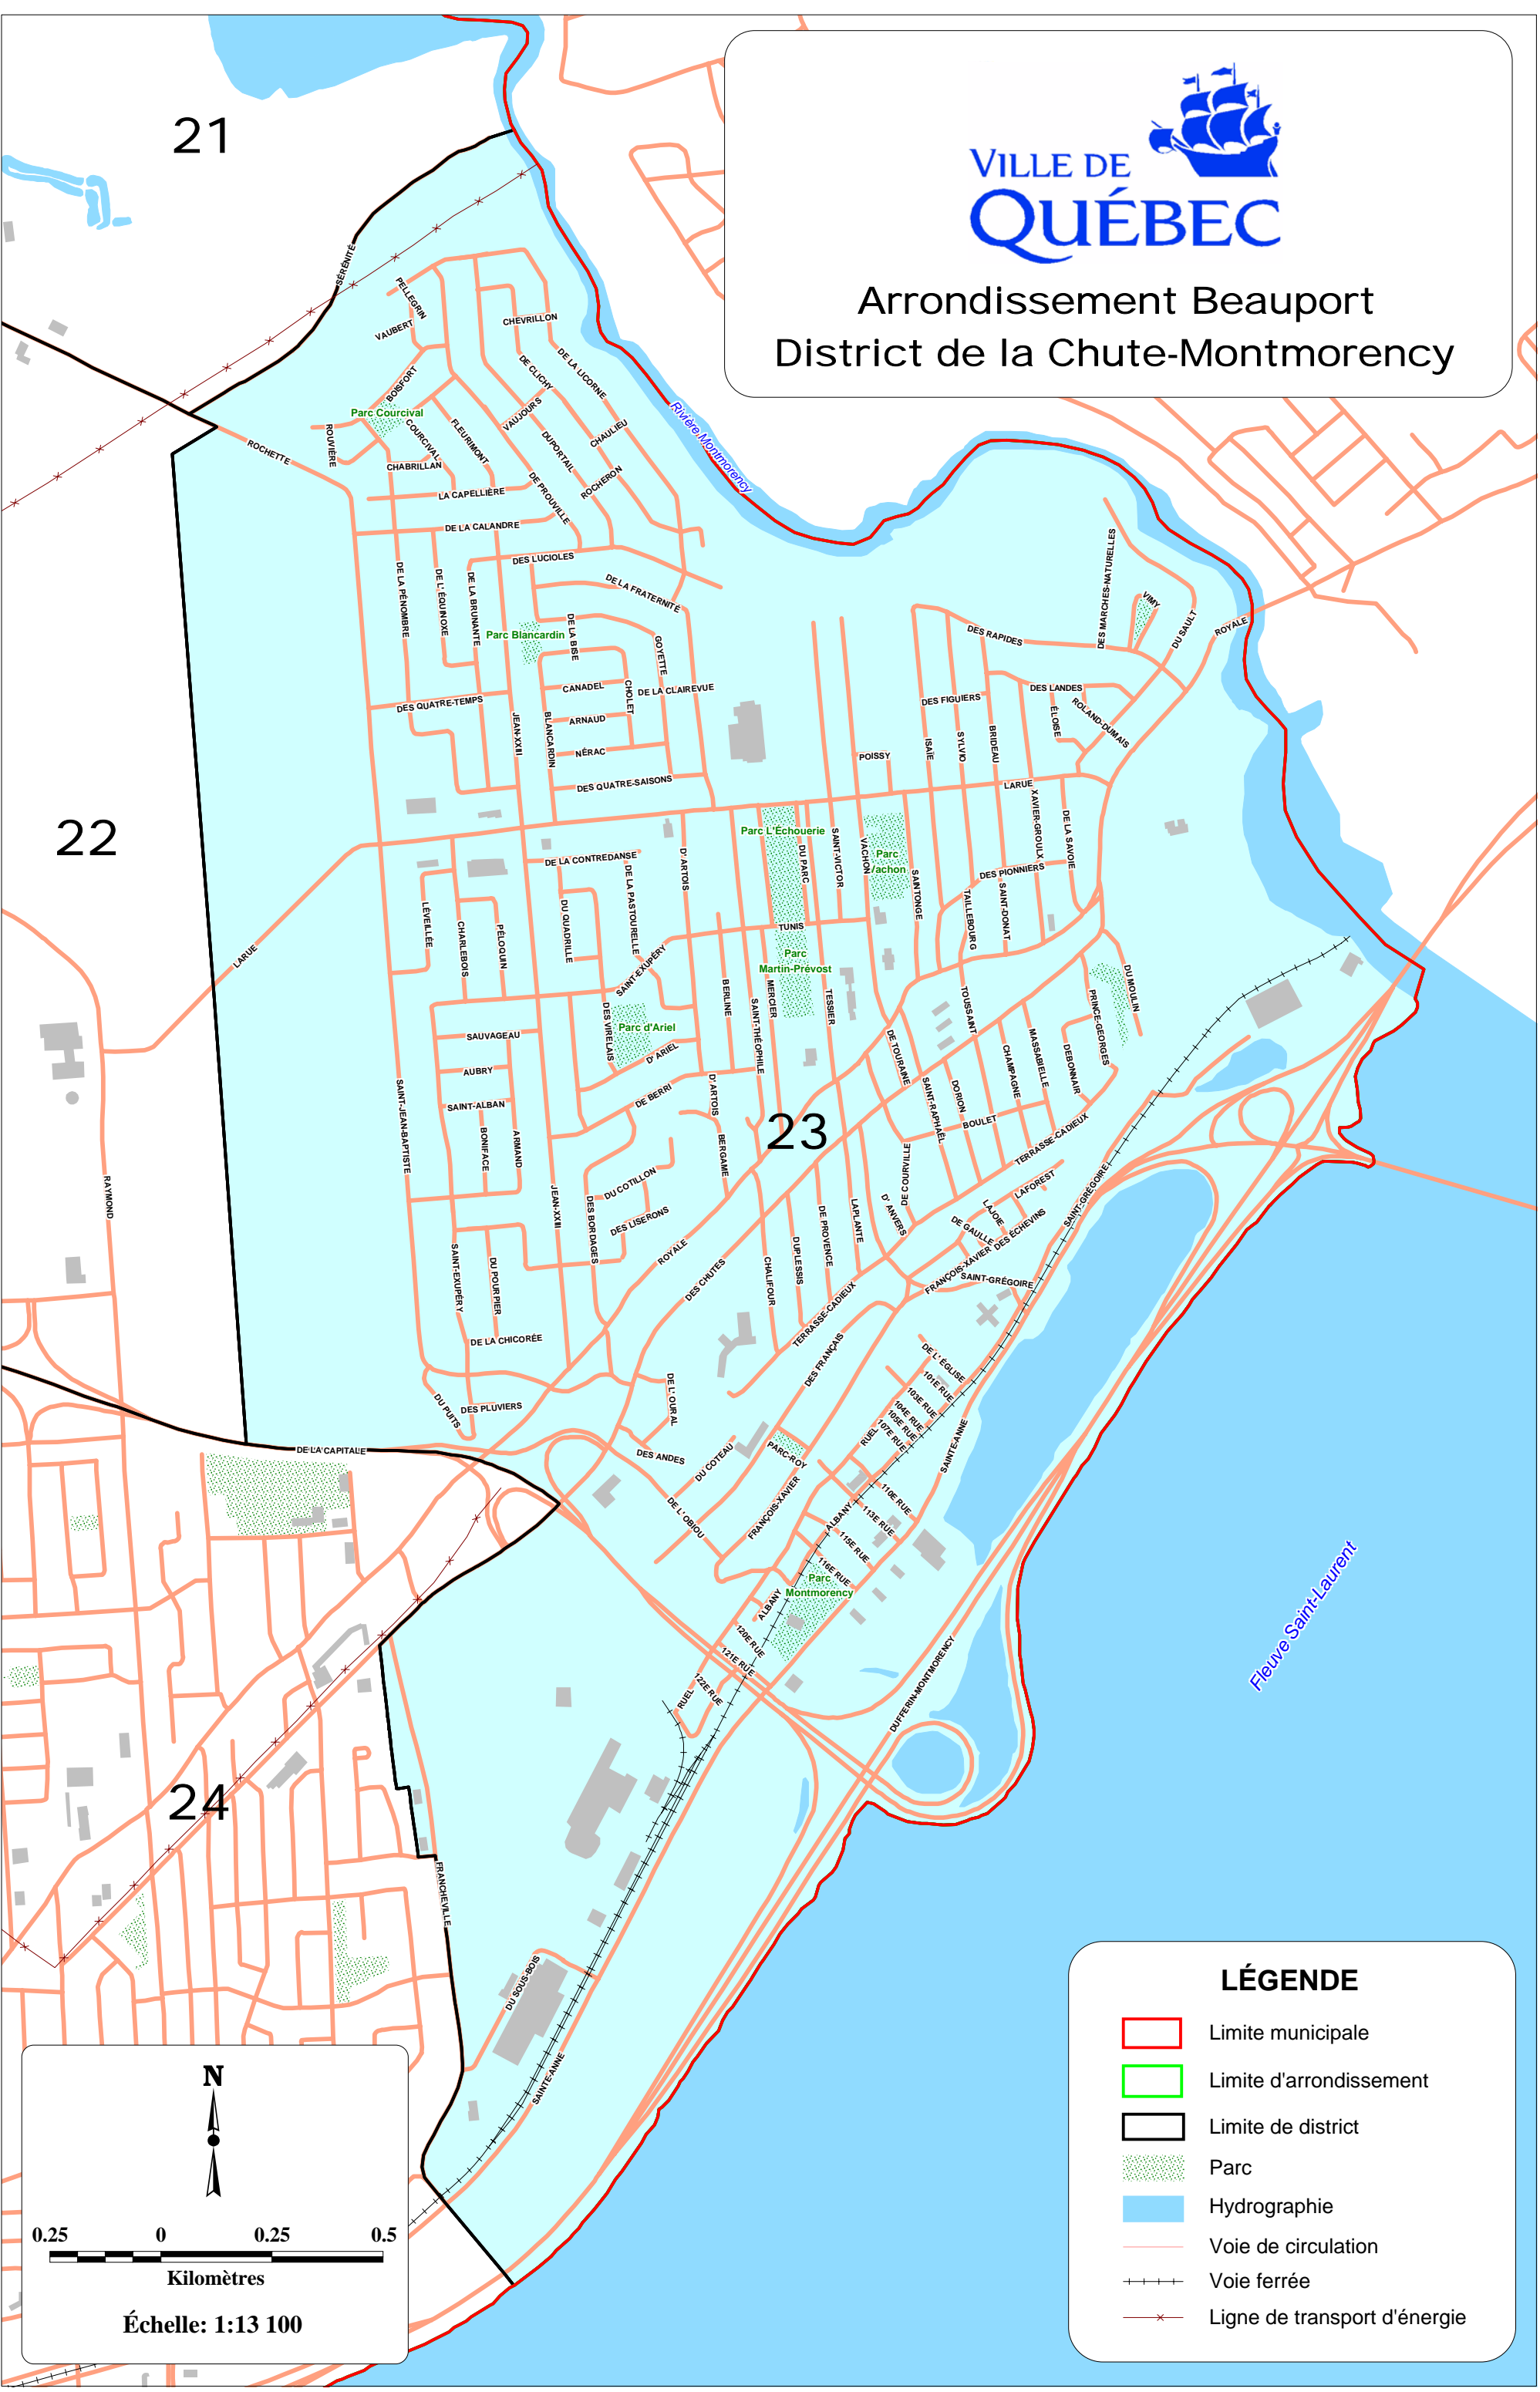 VILLE DE
QUÉBEC
Arrondissement Beauport
District de la Chute-Montmorency
21
22
23
24
SÉRÉNITÉ
PELLEGRIN
VAUBERT
CHEVRILLON
DE LA LICORNE
DE CLICHY
BOISFORT
Parc Courcival
VAUJOURS
ROUVIÈRE
COURCIVAL
FLEURIMONT
DUPORTAIL
CHAULIEU
Rivière Montmorency
ROCHETTE
CHABRILLAN
LA CAPELLIÈRE
DE PROUVILLE
ROCHERON
DE LA CALANDRE
DES LUCIOLES
DE LA PÉNOMBRE
DE L'ÉQUINOXE
DE LA BRUNANTE
DE LA FRATERNITÉ
Parc Blancardin
DE LA BISE
GOYETTE
CANADEL
CHOLET
DE LA CLAIREVUE
DES QUATRE-TEMPS
JEAN-XXIII
BLANCARDIN
ARNAUD
NÉRAC
DES QUATRE-SAISONS
DES MARCHES-NATURELLES
VIMY
DU SAULT
ROYALE
DES RAPIDES
DES LANDES
DES FIGUIERS
ÉLOISE
ROLAND-DUMAIS
ISAÏE
SYLVIO
BRIDEAU
POISSY
LARUE
XAVIER-GROULX
DE LA SAVOIE
Parc L'Échouerie
DU PARC
SAINT-VICTOR
VACHON
Parc
Vachon
SAINTONGE
DES PIONNIERS
TAILLEBOURG
SAINT-DONAT
DE LA CONTREDANSE
D'ARTOIS
DE LA PASTOURELLE
DU QUADRILLE
LÉVEILLÉE
CHARLEBOIS
PÉLOQUIN
LARUE
TUNIS
Parc
Martin-Prévost
SAINT-EXUPÉRY
BERLINE
SAINT-THÉOPHILE
MERCIER
TESSIER
DES VIRELAIS
Parc d'Ariel
D'ARIEL
SAUVAGEAU
AUBRY
SAINT-ALBAN
BONIFACE
ARMAND
SAINT-JEAN-BAPTISTE
DE BERRI
D'ARTOIS
BERGAME
TOUSSAINT
DU MOULIN
PRINCE-GEORGES
DE TOURAINE
SAINT-RAPHAËL
DORION
CHAMPAGNE
MASSABIELLE
DEBONNAIR
BOULET
TERRASSE-CADIEUX
RAYMOND
JEAN-XXIII
DES BORDAGES
DU COTILLON
DES LISERONS
ROYALE
DES CHUTES
SAINT-EXUPÉRY
DU POURPIER
DE LA CHICORÉE
CHALIFOUR
DUPLESSIS
DE PROVENCE
LAPLANTE
D'ANVERS
DE COURVILLE
LAFOREST
LAJOIE
DE GAULLE
DES ÉCHEVINS
FRANÇOIS-XAVIER
SAINT-GRÉGOIRE
SAINT-GRÉGOIRE
TERRASSE-CADIEUX
DES FRANÇAIS
DU PUITS
DES PLUVIERS
DE LA CAPITALE
DE L'OURAL
DES ANDES
DU COTEAU
DE L'OBIOU
PARC-ROY
FRANÇOIS-XAVIER
DE L'ÉGLISE
101E RUE
103E RUE
104E RUE
105E RUE
107E RUE
RUEL
SAINTE-ANNE
110E RUE
113E RUE
115E RUE
116E RUE
ALBANY
Parc
Montmorency
ALBANY
120E RUE
121E RUE
122E RUE
RUEL
DUFFERIN-MONTMORENCY
Fleuve Saint-Laurent
FRANCHEVILLE
DU SOUS-BOIS
SAINTE-ANNE
N
0.25 0 0.25 0.5
Kilomètres
Échelle: 1:13 100
LÉGENDE
Limite municipale
Limite d'arrondissement
Limite de district
Parc
Hydrographie
Voie de circulation
Voie ferrée
Ligne de transport d'énergie